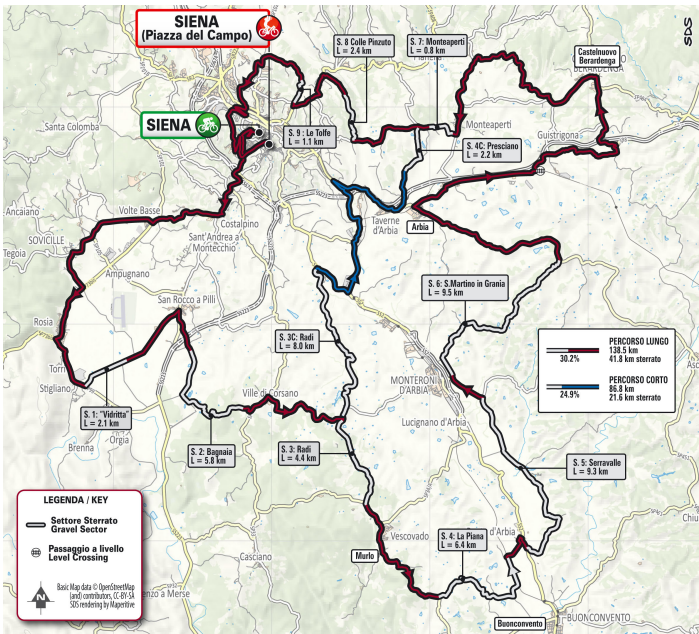 SIENA
(Piazza del Campo)
SDS
S. 8 Colle Pinzuto
L = 2.4 km
S. 7: Monteaperti
L = 0.8 km
Castelnuovo
Berardenga
BERARDENGA
SIENA
Santa Colomba
S. 9 : Le Tolfe
L = 1.1 km
Monteaperti
Guistrigona
S. 4C: Presciano
L = 2.2 km
Ancaiano
Volte Basse
Costalpino
Taverne
d'Arbia
Arbia
SOVICILLE
Tegoia
Sant'Andrea a
Montecchio
Ampugnano
San Rocco a Pilli
S. 6: S.Martino in Grania
L = 9.5 km
Rosia
S. 3C: Radi
L = 8.0 km
PERCORSO LUNGO
138.5 km
30.2%
41.8 km sterrato
PERCORSO CORTO
86.8 km
24.9%
21.6 km sterrato
Torri
Stigliano
MONTERONI
D'ARBIA
Ville di Corsano
S. 1: "Vidritta"
L = 2.1 km
Orgia
Brenna
S. 2: Bagnaia
L = 5.8 km
S. 3: Radi
L = 4.4 km
Lucignano d'Arbia
S. 5: Serravalle
L = 9.3 km
LEGENDA / KEY
Settore Sterrato
Gravel Sector
Passaggio a livello
Level Crossing
Basic Map data © OpenStreetMap
(and) contributors, CC-BY-SA
SDS rendering by Maperitive
N
Casciano
Vescovado
Murlo
S. 4: La Piana
L = 6.4 km
d'Arbia
Buonconvento
BUONCONVENTO
enzo a Merse
Chiu